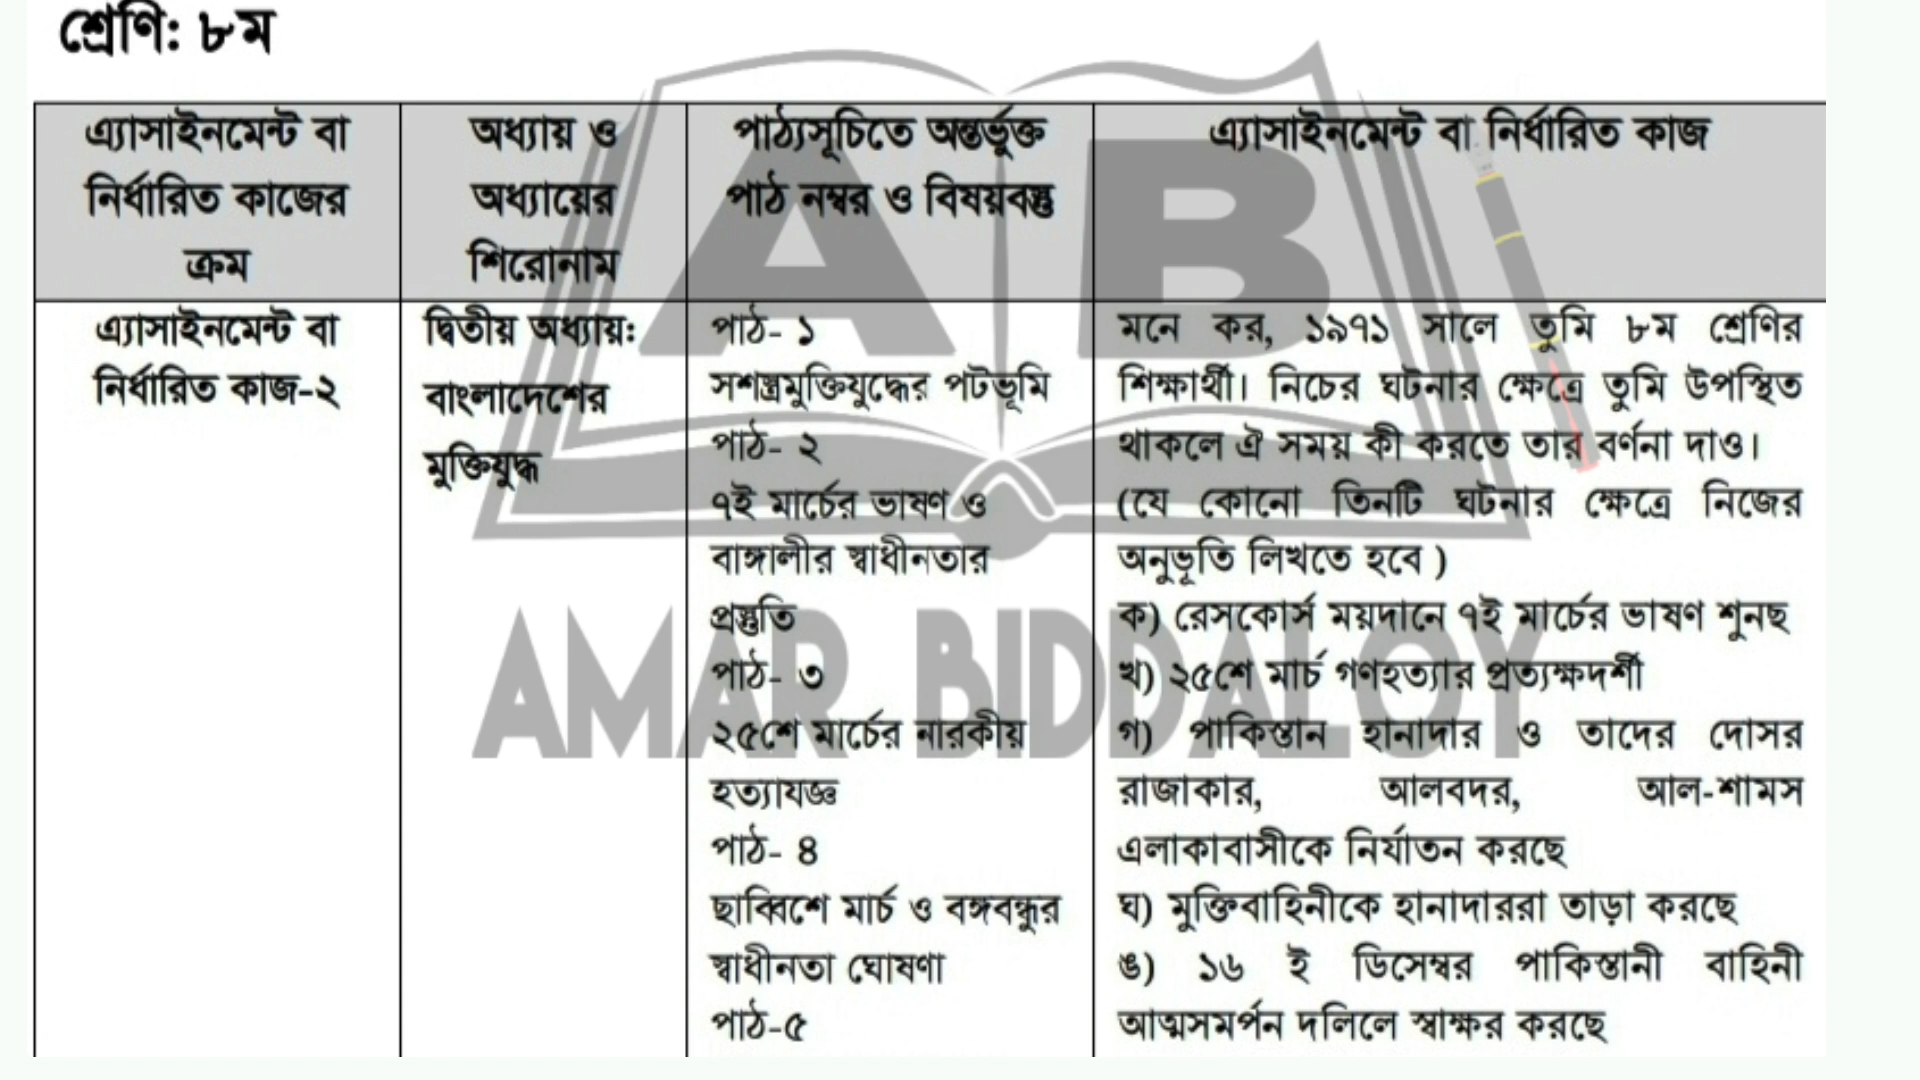 শ্রেণি: ৮ম
এ্যাসাইনমেন্ট বা
নির্ধারিত কাজের
ক্রম
অধ্যায় ও
অধ্যায়ের
শিরোনাম
পাঠ্যসূচিতে অন্তর্ভুক্ত
পাঠ নম্বর ও বিষয়বস্তু
এ্যাসাইনমেন্ট বা নির্ধারিত কাজ
এ্যাসাইনমেন্ট বা
নির্ধারিত কাজ-২
দ্বিতীয় অধ্যায়:
বাংলাদেশের
মুক্তিযুদ্ধ
পাঠ- ১
সশস্ত্রমুক্তিযুদ্ধের পটভূমি
পাঠ- ২
৭ই মার্চের ভাষণ ও
বাঙ্গালীর স্বাধীনতার
প্রস্তুতি
পাঠ- ৩
২৫শে মার্চের নারকীয়
হত্যাযজ্ঞ
পাঠ- ৪
ছাব্বিশে মার্চ ও বঙ্গবন্ধুর
স্বাধীনতা ঘোষণা
পাঠ-৫
মনে কর, ১৯৭১ সালে তুমি ৮ম শ্রেণির
শিক্ষার্থী। নিচের ঘটনার ক্ষেত্রে তুমি উপস্থিত
থাকলে ঐ সময় কী করতে তার বর্ণনা দাও।
(যে কোনো তিনটি ঘটনার ক্ষেত্রে নিজের
অনুভূতি লিখতে হবে )
ক) রেসকোর্স ময়দানে ৭ই মার্চের ভাষণ শুনছ
খ) ২৫শে মার্চ গণহত্যার প্রত্যক্ষদর্শী
গ) পাকিস্তান হানাদার ও তাদের দোসর
রাজাকার, আলবদর, আল-শামস
এলাকাবাসীকে নির্যাতন করছে
ঘ) মুক্তিবাহিনীকে হানাদাররা তাড়া করছে
ঙ) ১৬ ই ডিসেম্বর পাকিস্তানী বাহিনী
আত্মসমর্পন দলিলে স্বাক্ষর করছে
AB
AMAR BIDDALOY